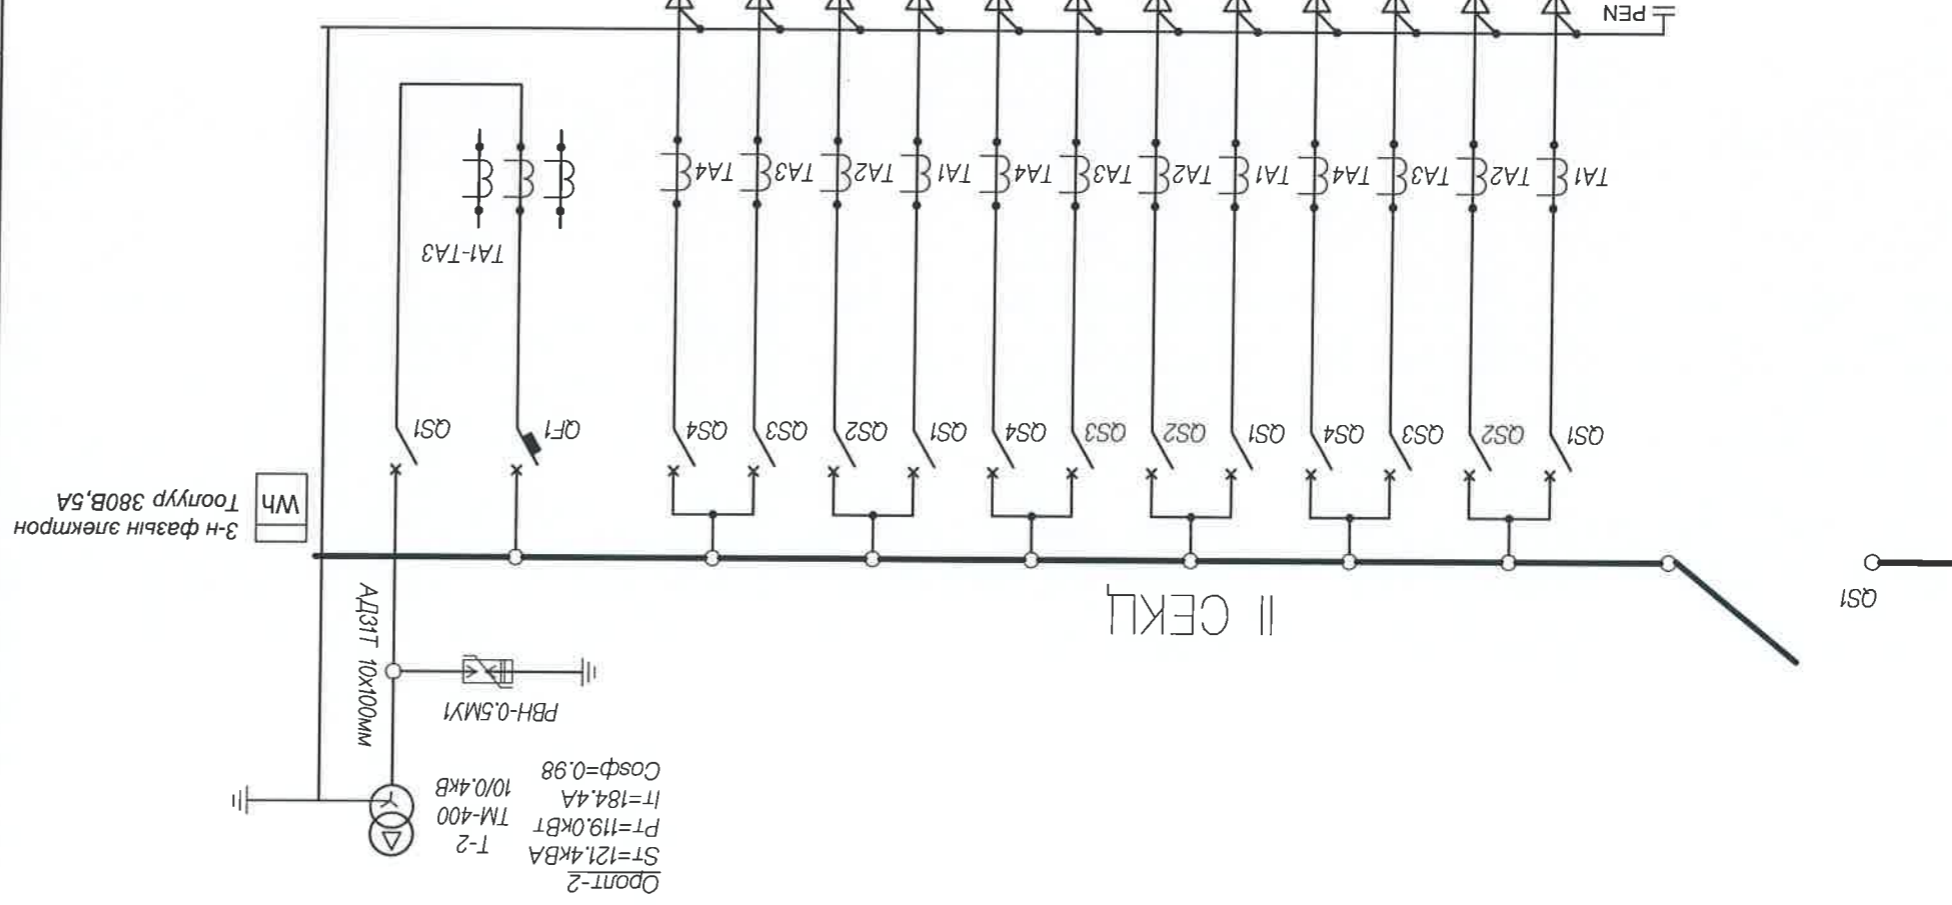 Оролт-2
Sт=121.4кВА
Pт=119.0кВт
Iт=184.4А
Cosф=0.98
Т-2
ТМ-400
10/0.4кВ
РВН-0.5МУ1
АД31Т 10х100мм
QS1
II СЕКЦ
Wh
3-н фазын электрон
Тоолуур 380В,5А
QS1
QS2
QS3
QS4
QS1
QS2
QS3
QS4
QS1
QS2
QS3
QS4
QF1
QS1
TA1-TA3
TA1
TA2
TA3
TA4
TA1
TA2
TA3
TA4
TA1
TA2
TA3
TA4
PEN